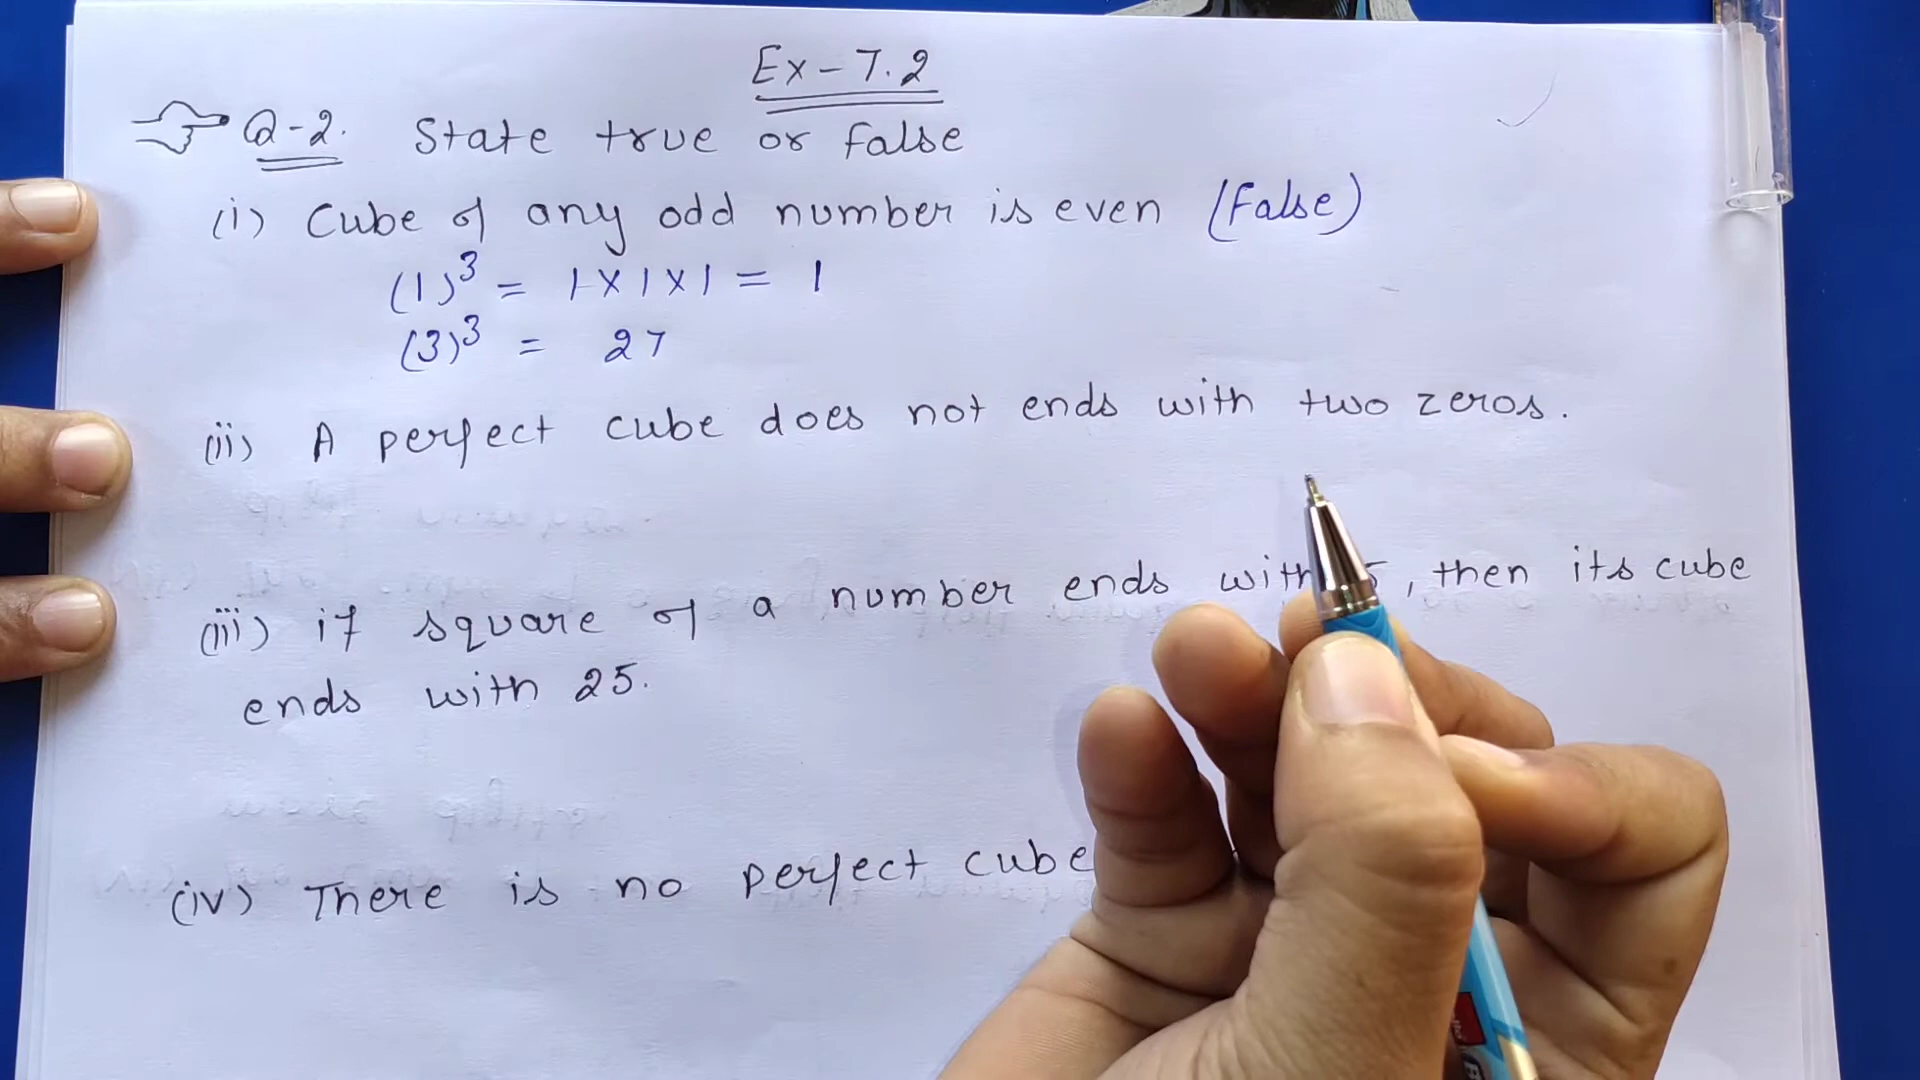 Ex-7.2
Q-2. State true or false
(i) Cube of any odd number is even (False)
(1)³ = 1×1×1 = 1
(3)³ = 27
(ii) A perfect cube does not ends with two zeros.
(iii) if square of a number ends with 5, then its cube
ends with 25.
(iv) There is no perfect cube